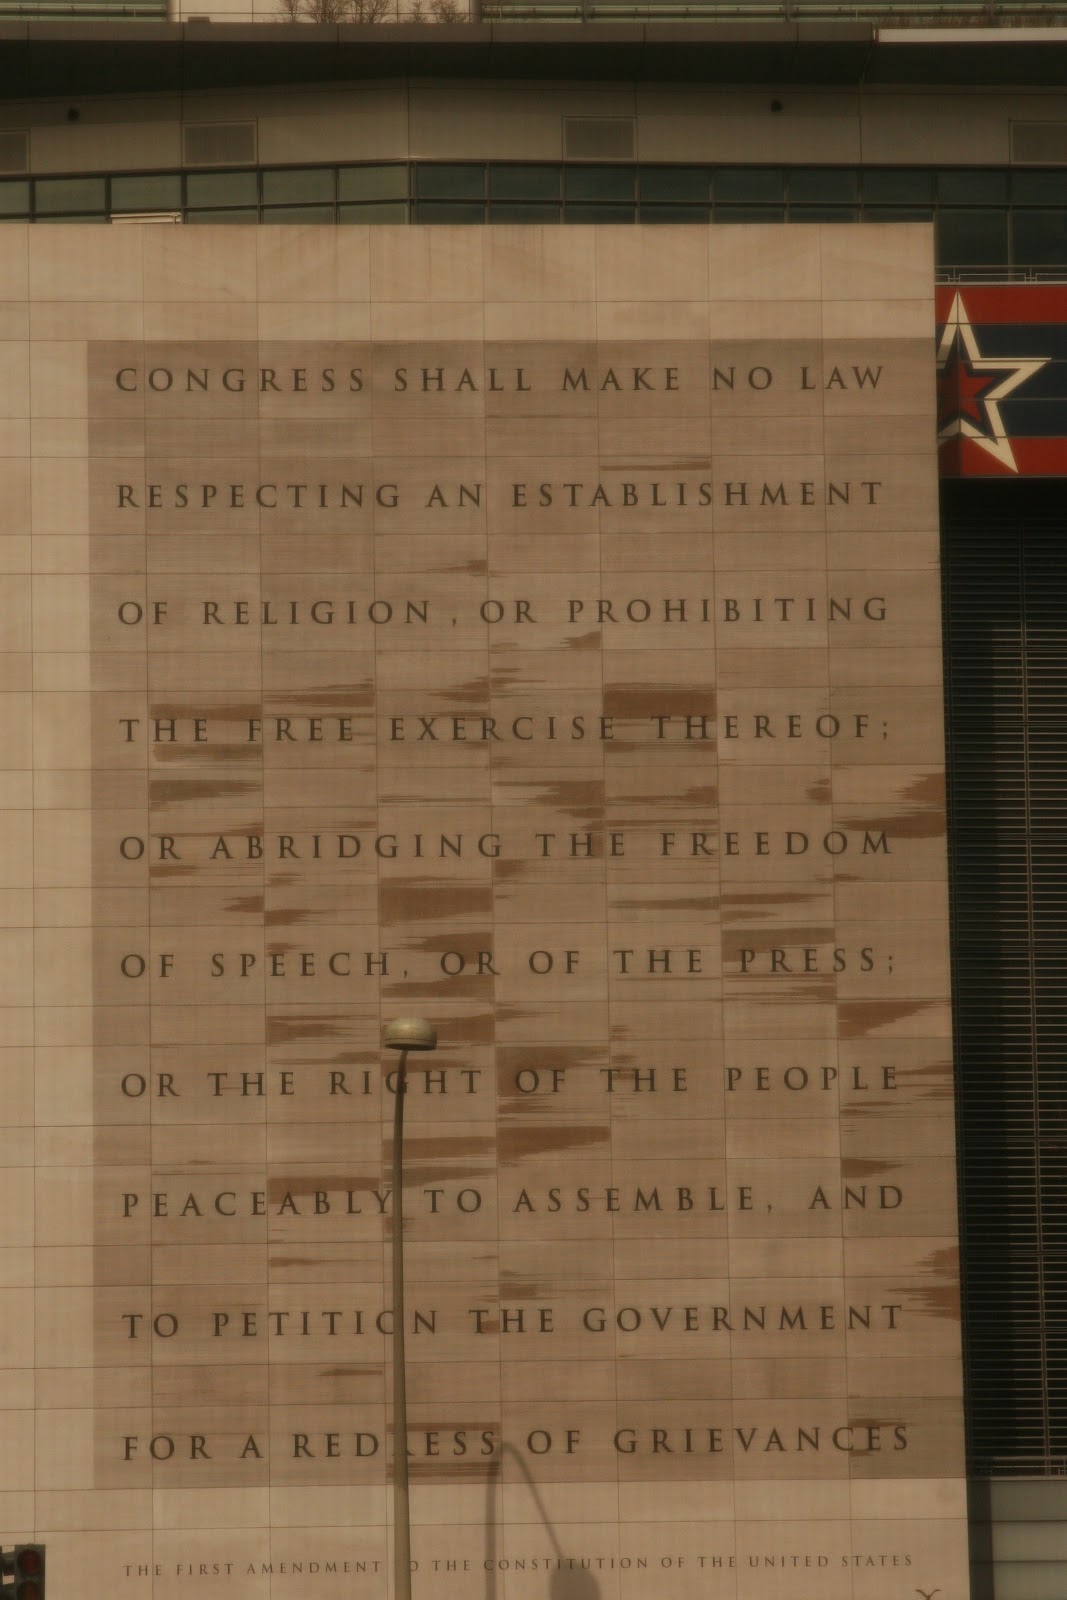 CONGRESS SHALL MAKE NO LAW
RESPECTING AN ESTABLISHMENT
OF RELIGION, OR PROHIBITING
THE FREE EXERCISE THEREOF;
OR ABRIDGING THE FREEDOM
OF SPEECH, OR OF THE PRESS;
OR THE RIGHT OF THE PEOPLE
PEACEABLY TO ASSEMBLE, AND
TO PETITION THE GOVERNMENT
FOR A REDRESS OF GRIEVANCES
THE FIRST AMENDMENT TO THE CONSTITUTION OF THE UNITED STATES